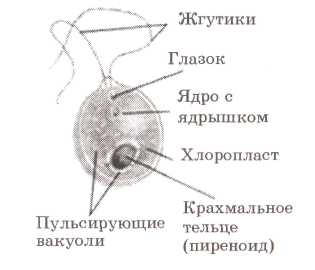 Жгутики
Глазок
Ядро с
ядрышком
Хлоропласт
Пульсирующие
вакуоли
Крахмальное
тельце
(пиреноид)